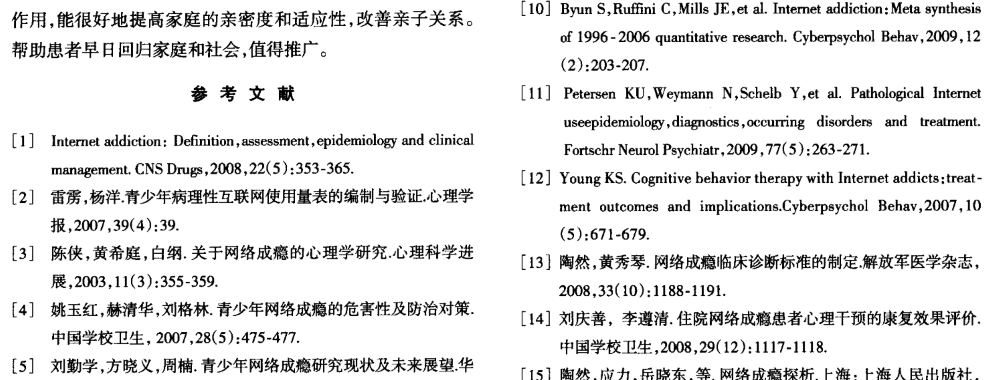 作用,能很好地提高家庭的亲密度和适应性,改善亲子关系。
帮助患者早日回归家庭和社会,值得推广。
参 考 文 献
[1] Internet addiction: Definition,assessment,epidemiology and clinical
management. CNS Drugs,2008,22(5):353-365.
[2] 雷雳,杨洋.青少年病理性互联网使用量表的编制与验证.心理学
报,2007,39(4):39.
[3] 陈侠,黄希庭,白纲.关于网络成瘾的心理学研究.心理科学进
展,2003,11(3):355-359.
[4] 姚玉红,赫清华,刘格林.青少年网络成瘾的危害性及防治对策.
中国学校卫生, 2007,28(5):475-477.
[5] 刘勤学,方晓义,周楠.青少年网络成瘾研究现状及未来展望.华
[10] Byun S,Ruffini C,Mills JE,et al. Internet addiction:Meta synthesis
of 1996-2006 quantitative research. Cyberpsychol Behav,2009,12
(2):203-207.
[11] Petersen KU,Weymann N,Schelb Y,et al. Pathological Internet
useepidemiology,diagnostics,occurring disorders and treatment.
Fortschr Neurol Psychiatr,2009,77(5):263-271.
[12] Young KS. Cognitive behavior therapy with Internet addicts:treat-
ment outcomes and implications.Cyberpsychol Behav,2007,10
(5):671-679.
[13] 陶然,黄秀琴.网络成瘾临床诊断标准的制定.解放军医学杂志,
2008,33(10):1188-1191.
[14] 刘庆善, 李遵清.住院网络成瘾患者心理干预的康复效果评价.
中国学校卫生,2008,29(12):1117-1118.
[15] 陶然,应力,岳晓东,等.网络成瘾探析.上海:上海人民出版社,